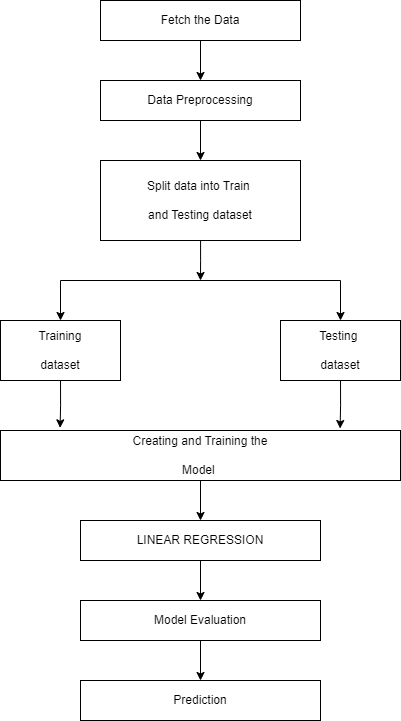 Fetch the Data
Data Preprocessing
Split data into Train
and Testing dataset
Training
dataset
Testing
dataset
Creating and Training the
Model
LINEAR REGRESSION
Model Evaluation
Prediction